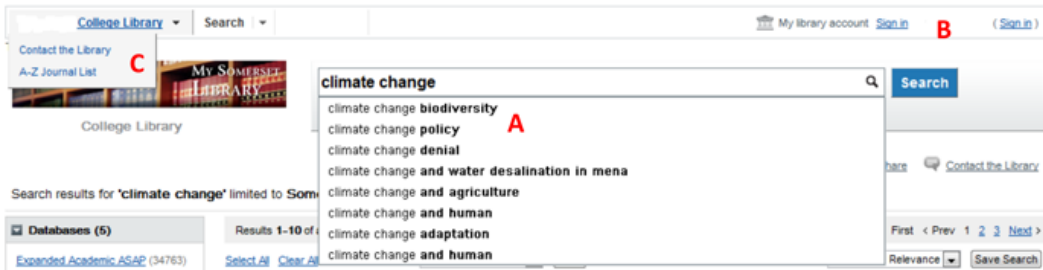 College Library Search My library account Sign in B ( Sign in )
Contact the Library
A-Z Journal List C
MY SOMERSET
LIBRARY
College Library
climate change Search
climate change biodiversity
climate change policy A
climate change denial
climate change and water desalination in mena
climate change and agriculture
climate change and human
climate change adaptation
climate change and human
Contact the Library
Search results for 'climate change' limited to
Databases (5) Results 1-10 of First < Prev 1 2 3 Next >
Expanded Academic ASAP (34763) Select All Clear Relevance Save Search